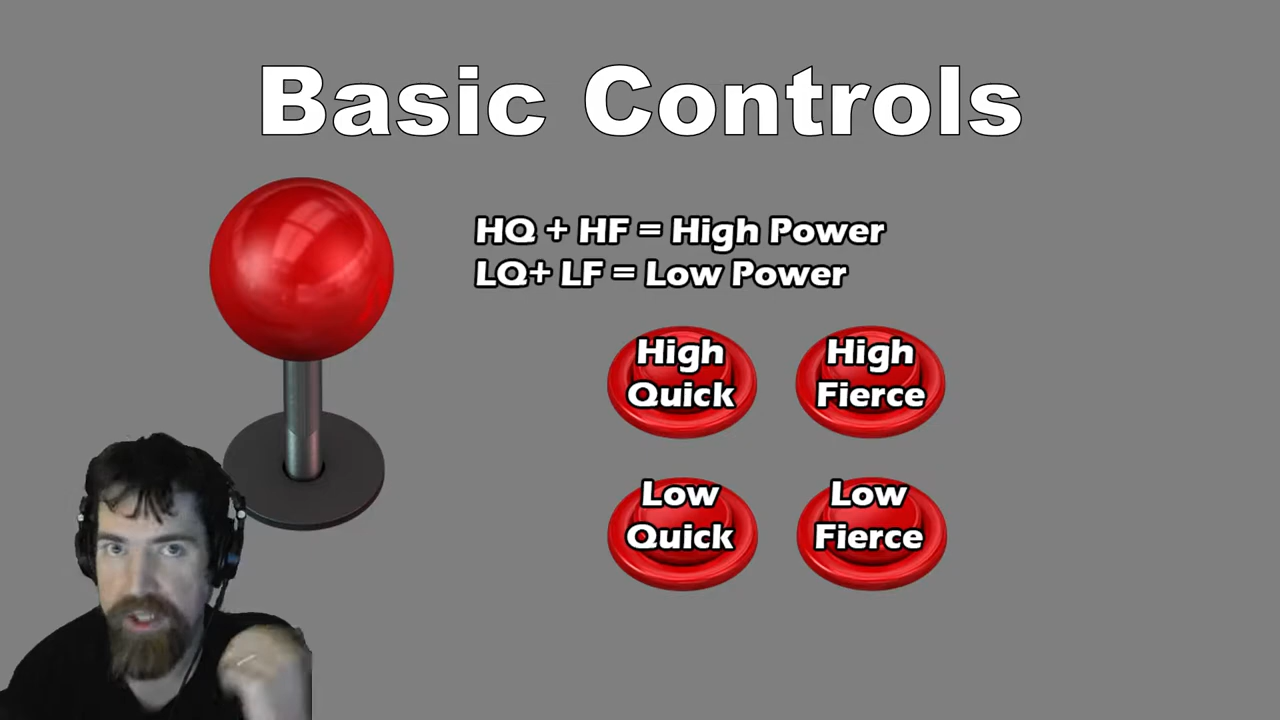 Basic Controls
HQ + HF = High Power
LQ+ LF = Low Power
High
Quick
High
Fierce
Low
Quick
Low
Fierce